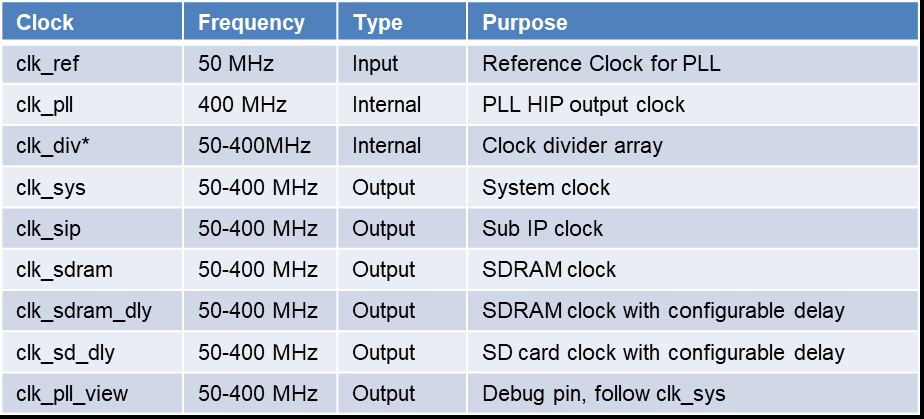 Clock Frequency Type Purpose
clk_ref 50 MHz Input Reference Clock for PLL
clk_pll 400 MHz Internal PLL HIP output clock
clk_div* 50-400MHz Internal Clock divider array
clk_sys 50-400 MHz Output System clock
clk_sip 50-400 MHz Output Sub IP clock
clk_sdram 50-400 MHz Output SDRAM clock
clk_sdram_dly 50-400 MHz Output SDRAM clock with configurable delay
clk_sd_dly 50-400 MHz Output SD card clock with configurable delay
clk_pll_view 50-400 MHz Output Debug pin, follow clk_sys